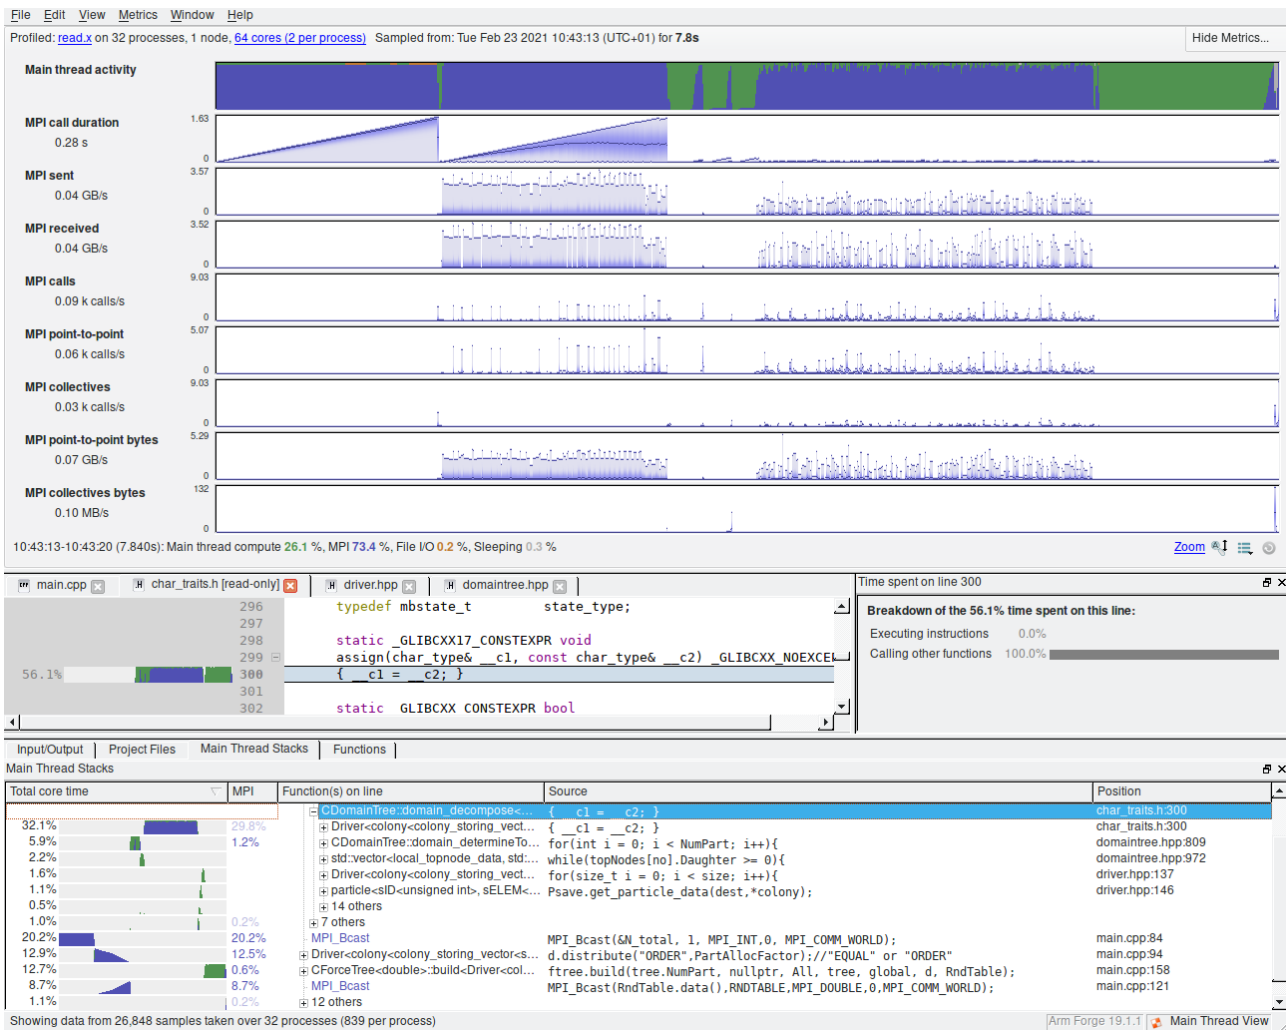 File Edit View Metrics Window Help
Profiled: read.x on 32 processes, 1 node, 64 cores (2 per process) Sampled from: Tue Feb 23 2021 10:43:13 (UTC+01) for 7.8s Hide Metrics...
Main thread activity
MPI call duration 1.63
0.28 s
0
MPI sent 3.57
0.04 GB/s
0
MPI received 3.52
0.04 GB/s
0
MPI calls 9.03
0.09 k calls/s
0
MPI point-to-point 5.07
0.06 k calls/s
0
MPI collectives 9.03
0.03 k calls/s
0
MPI point-to-point bytes 5.29
0.07 GB/s
0
MPI collectives bytes 132
0.10 MB/s
0
10:43:13-10:43:20 (7.840s): Main thread compute 26.1 %, MPI 73.4 %, File I/O 0.2 %, Sleeping 0.3 % Zoom
main.cpp char_traits.h [read-only] driver.hpp domaintree.hpp Time spent on line 300
296 typedef mbstate_t state_type;
297
298 static _GLIBCXX17_CONSTEXPR void
299 assign(char_type& __c1, const char_type& __c2) _GLIBCXX_NOEXCE
56.1% 300 { __c1 = __c2; }
301
302 static _GLIBCXX_CONSTEXPR bool
Breakdown of the 56.1% time spent on this line:
Executing instructions 0.0%
Calling other functions 100.0%
Input/Output Project Files Main Thread Stacks Functions
Main Thread Stacks
Total core time MPI Function(s) on line Source Position
CDomainTree::domain_decompose<... { __c1 = __c2; } char_traits.h:300
32.1% 29.8% Driver<colony<colony_storing_vect... { __c1 = __c2; } char_traits.h:300
5.9% 1.2% CDomainTree::domain_determineTo... for(int i = 0; i < NumPart; i++){ domaintree.hpp:809
2.2% std::vector<local_topnode_data, std:... while(topNodes[no].Daughter >= 0){ domaintree.hpp:972
1.6% Driver<colony<colony_storing_vect... for(size_t i = 0; i < size; i++){ driver.hpp:137
1.1% particle<sID<unsigned int>, sELEM<... Psave.get_particle_data(dest,*colony); driver.hpp:146
0.5% 14 others
1.0% 0.2% 7 others
20.2% 20.2% MPI_Bcast MPI_Bcast(&N_total, 1, MPI_INT,0, MPI_COMM_WORLD); main.cpp:84
12.9% 12.5% Driver<colony<colony_storing_vector<s... d.distribute("ORDER",PartAllocFactor);//"EQUAL" or "ORDER" main.cpp:94
12.7% 0.6% CForceTree<double>::build<Driver<col... ftree.build(tree.NumPart, nullptr, All, tree, global, d, RndTable); main.cpp:158
8.7% 8.7% MPI_Bcast MPI_Bcast(RndTable.data(),RNDTABLE,MPI_DOUBLE,0,MPI_COMM_WORLD); main.cpp:121
1.1% 0.2% 12 others
Showing data from 26,848 samples taken over 32 processes (839 per process) Arm Forge 19.1.1 Main Thread View